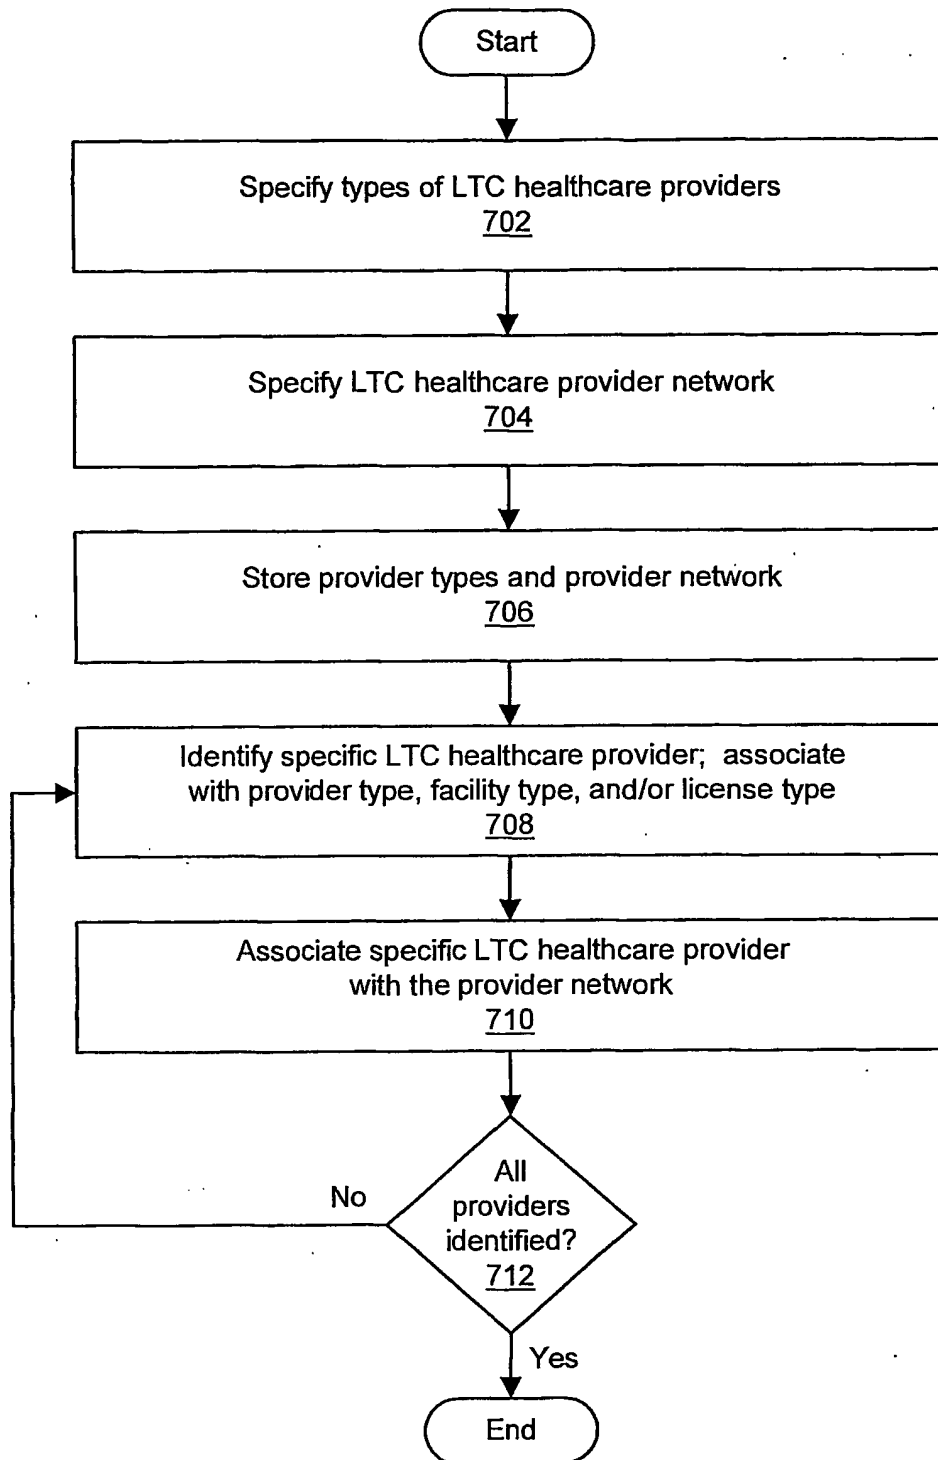 Start
Specify types of LTC healthcare providers
702
Specify LTC healthcare provider network
704
Store provider types and provider network
706
Identify specific LTC healthcare provider; associate
with provider type, facility type, and/or license type
708
Associate specific LTC healthcare provider
with the provider network
710
All
providers
identified?
712
No
Yes
End